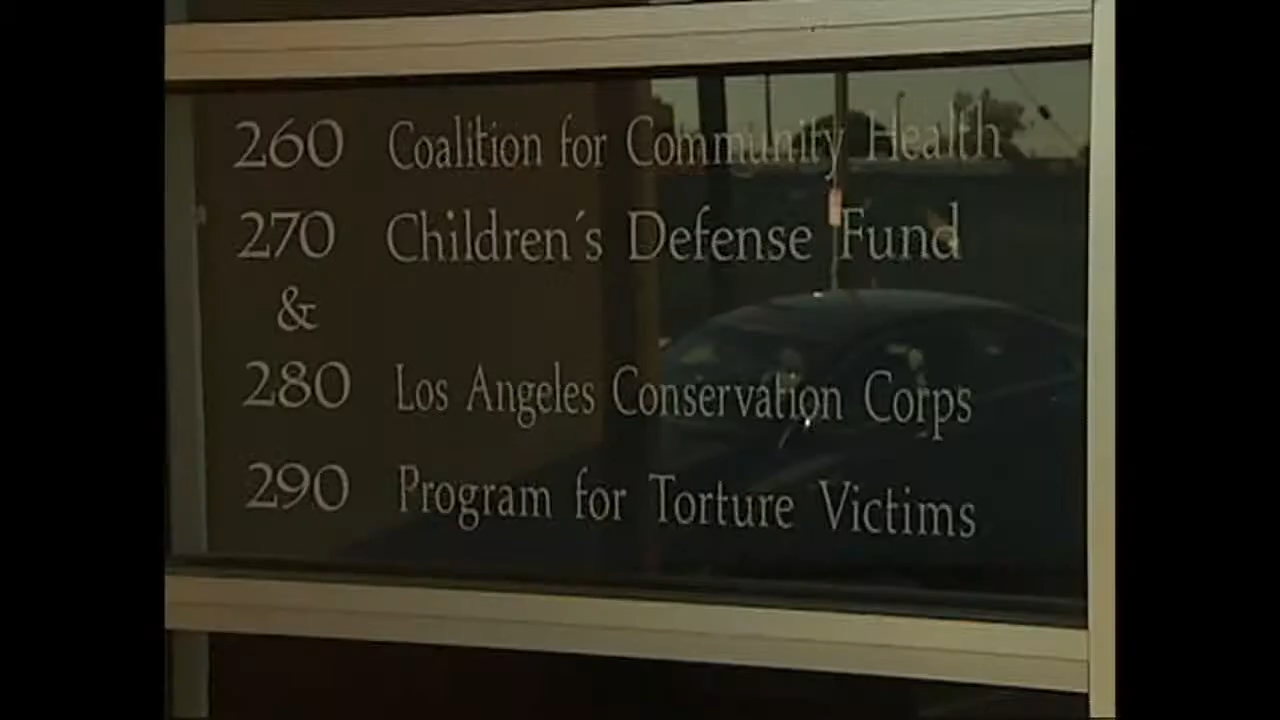 260 Coalition for Community Health
270 Children´s Defense Fund
&
280 Los Angeles Conservation Corps
290 Program for Torture Victims